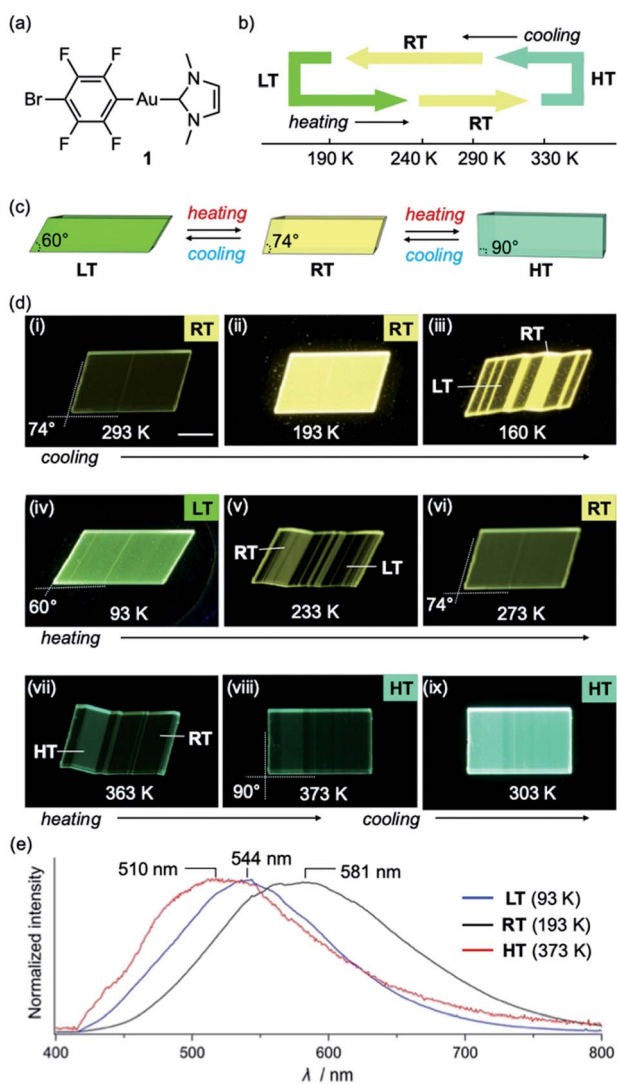 (a)
F
F
Br
Au
N
N
F
F
1
b)
RT
cooling
LT
HT
heating
RT
190 K
240 K
290 K
330 K
(c)
60°
LT
heating
cooling
74°
RT
heating
cooling
90°
HT
(d)
(i)
RT
74°
293 K
(ii)
RT
193 K
(iii)
RT
LT
160 K
cooling
(iv)
LT
60°
93 K
(v)
RT
LT
233 K
(vi)
RT
74°
273 K
heating
(vii)
HT
RT
363 K
(viii)
HT
90°
373 K
(ix)
HT
303 K
heating
cooling
(e)
510 nm
544 nm
581 nm
LT (93 K)
RT (193 K)
HT (373 K)
Normalized intensity
400
500
600
700
800
λ / nm